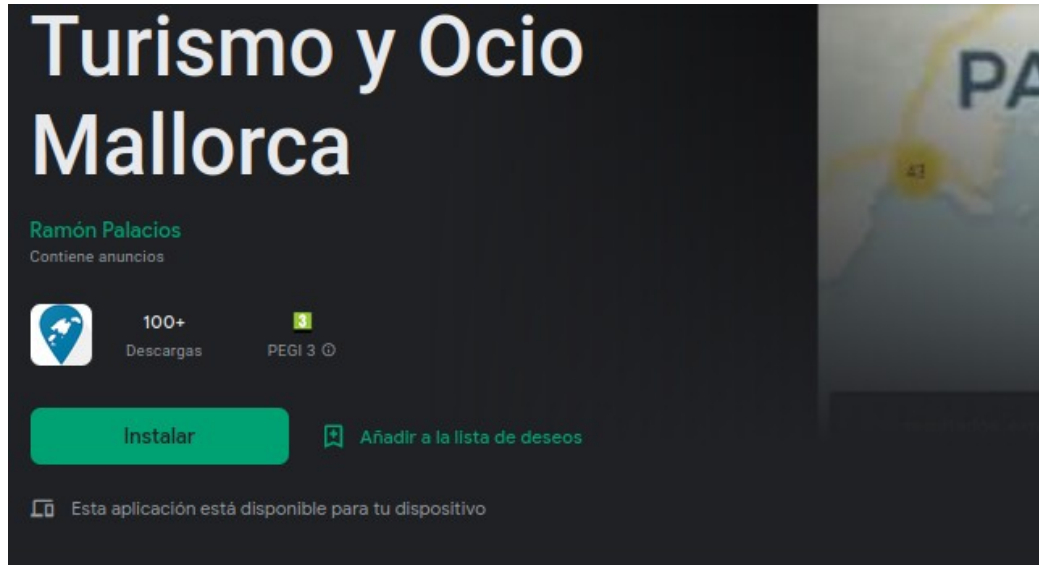 Turismo y Ocio
Mallorca
PA
43
Ramón Palacios
Contiene anuncios
100+
3
Descargas
PEGI 3
Instalar
Añadir a la lista de deseos
Esta aplicación está disponible para tu dispositivo